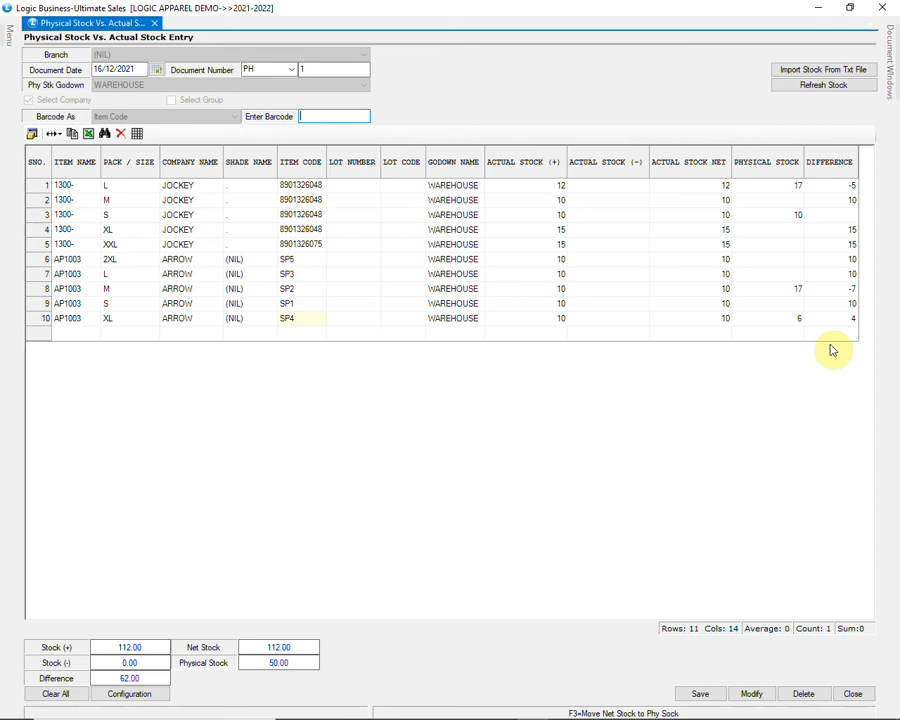 Logic Business-Ultimate Sales [LOGIC APPAREL DEMO->>2021-2022]
Menu
Physical Stock Vs. Actual S...
Physical Stock Vs. Actual Stock Entry
Document Windows
Branch (NIL)
Document Date 16/12/2021 Document Number PH 1 Import Stock From Txt File
Phy Stk Godown WAREHOUSE Refresh Stock
Select Company Select Group
Barcode As Item Code Enter Barcode
SNO. ITEM NAME PACK / SIZE COMPANY NAME SHADE NAME ITEM CODE LOT NUMBER LOT CODE GODOWN NAME ACTUAL STOCK (+) ACTUAL STOCK (-) ACTUAL STOCK NET PHYSICAL STOCK DIFFERENCE
1 1300- L JOCKEY . 8901326048 WAREHOUSE 12 12 17 -5
2 1300- M JOCKEY . 8901326048 WAREHOUSE 10 10 10
3 1300- S JOCKEY . 8901326048 WAREHOUSE 10 10 10
4 1300- XL JOCKEY . 8901326048 WAREHOUSE 15 15 15
5 1300- XXL JOCKEY . 8901326075 WAREHOUSE 15 15 15
6 AP1003 2XL ARROW (NIL) SP5 WAREHOUSE 10 10 10
7 AP1003 L ARROW (NIL) SP3 WAREHOUSE 10 10 10
8 AP1003 M ARROW (NIL) SP2 WAREHOUSE 10 10 17 -7
9 AP1003 S ARROW (NIL) SP1 WAREHOUSE 10 10 10
10 AP1003 XL ARROW (NIL) SP4 WAREHOUSE 10 10 6 4
Rows: 11 Cols: 14 Average: 0 Count: 1 Sum:0
Stock (+) 112.00 Net Stock 112.00
Stock (-) 0.00 Physical Stock 50.00
Difference 62.00
Clear All Configuration Save Modify Delete Close
F3=Move Net Stock to Phy Sock